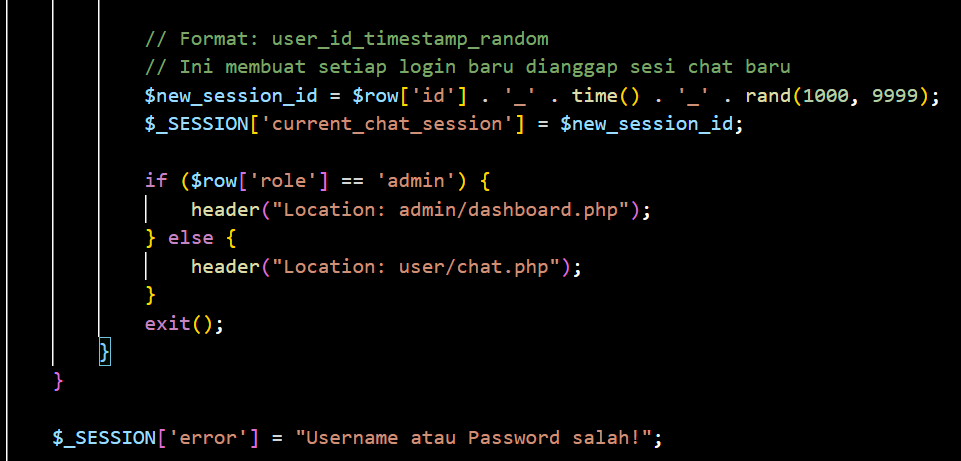 // Format: user_id_timestamp_random
// Ini membuat setiap login baru dianggap sesi chat baru
$new_session_id = $row['id'] . '_' . time() . '_' . rand(1000, 9999);
$_SESSION['current_chat_session'] = $new_session_id;
if ($row['role'] == 'admin') {
header("Location: admin/dashboard.php");
} else {
header("Location: user/chat.php");
}
exit();
}
}
$_SESSION['error'] = "Username atau Password salah!";